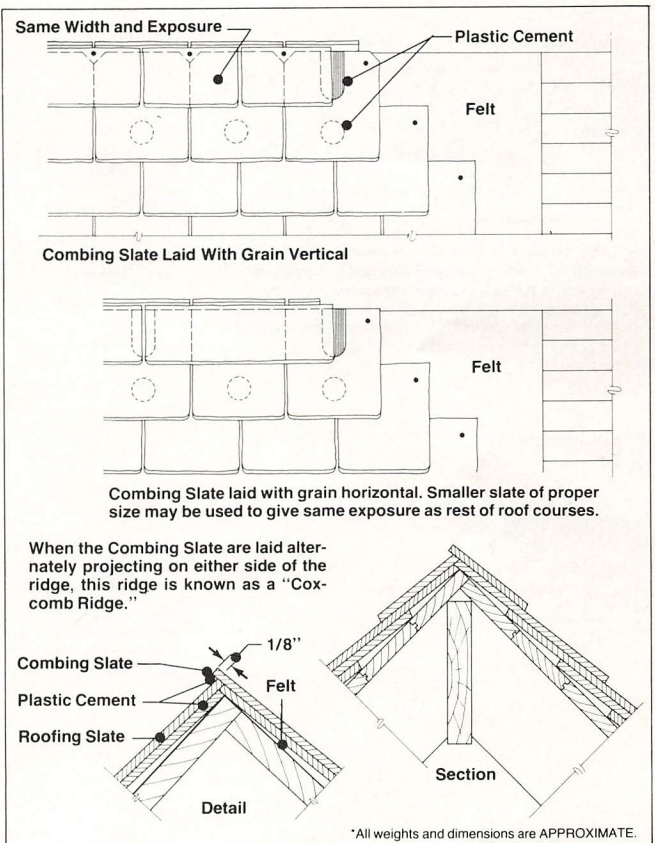 Same Width and Exposure
Plastic Cement
Felt
Combing Slate Laid With Grain Vertical
Felt
Combing Slate laid with grain horizontal. Smaller slate of proper
size may be used to give same exposure as rest of roof courses.
When the Combing Slate are laid alter-
nately projecting on either side of the
ridge, this ridge is known as a “Cox-
comb Ridge.”
1/8’’
Combing Slate
Felt
Plastic Cement
Roofing Slate
Section
Detail
*All weights and dimensions are APPROXIMATE.